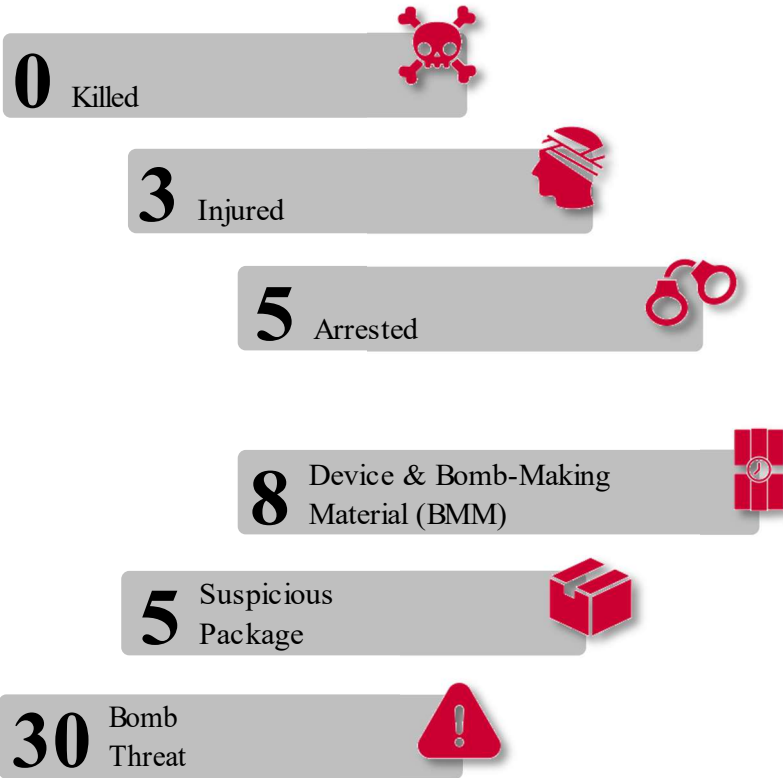 0 Killed
3 Injured
5 Arrested
8 Device & Bomb-Making
Material (BMM)
5 Suspicious
Package
30 Bomb
Threat